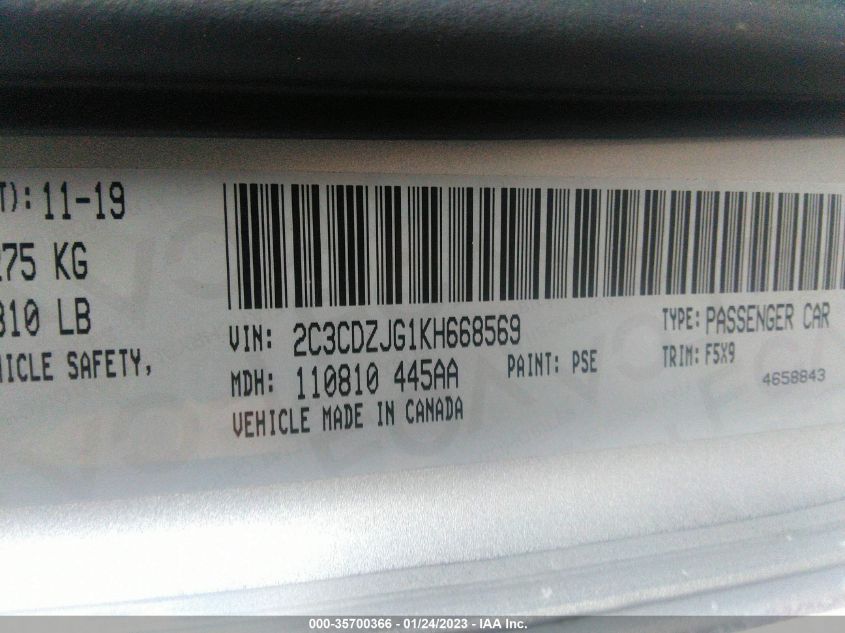 T): 11-19
275 KG
810 LB
HICLE SAFETY,
VIN: 2C3CDZJG1KH668569
TYPE: PASSENGER CAR
MDH: 110810 445AA
PAINT: PSE
TRIM: F5X9
4658843
VEHICLE MADE IN CANADA
000-35700366 - 01/24/2023 - IAA Inc.